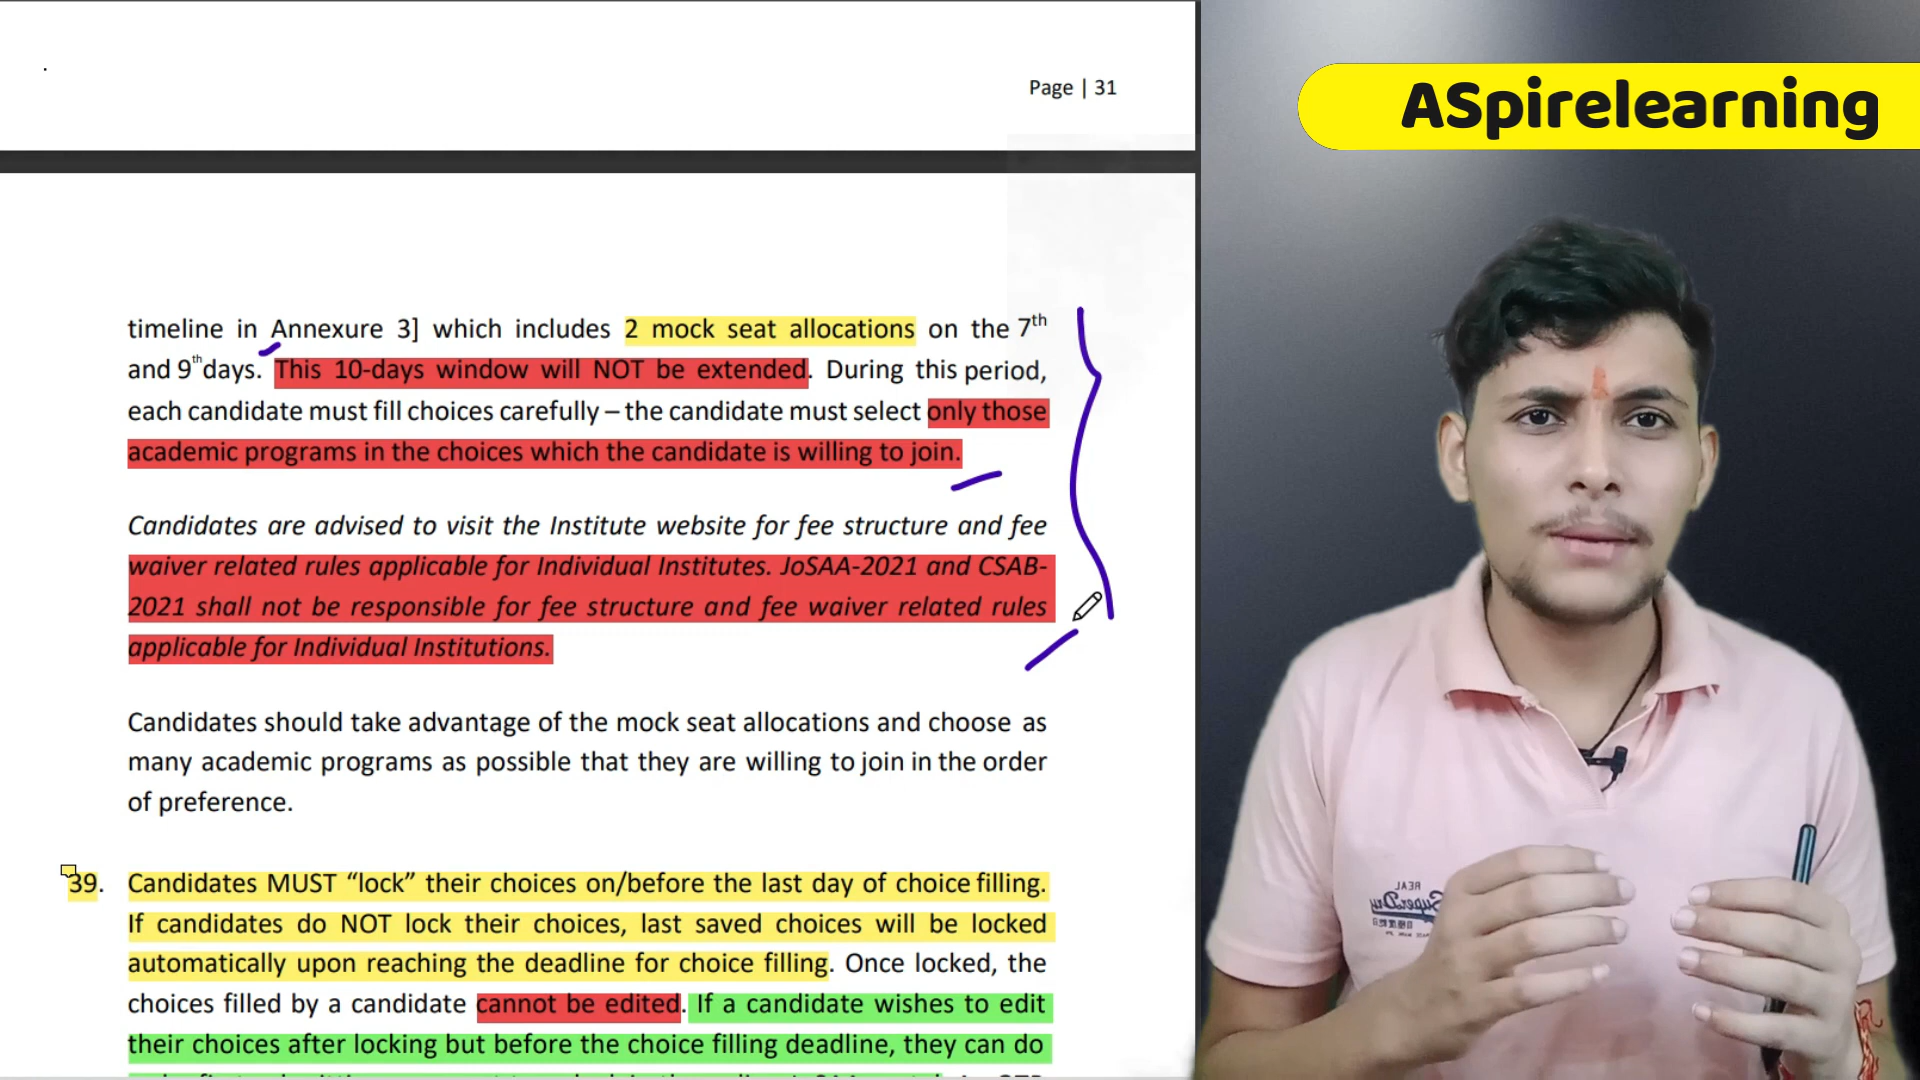 Page | 31
ASpirelearning
timeline in Annexure 3] which includes 2 mock seat allocations on the 7th
and 9th days. This 10-days window will NOT be extended. During this period,
each candidate must fill choices carefully – the candidate must select only those
academic programs in the choices which the candidate is willing to join.
Candidates are advised to visit the Institute website for fee structure and fee
waiver related rules applicable for Individual Institutes. JoSAA-2021 and CSAB-
2021 shall not be responsible for fee structure and fee waiver related rules
applicable for Individual Institutions.
Candidates should take advantage of the mock seat allocations and choose as
many academic programs as possible that they are willing to join in the order
of preference.
39. Candidates MUST “lock” their choices on/before the last day of choice filling.
If candidates do NOT lock their choices, last saved choices will be locked
automatically upon reaching the deadline for choice filling. Once locked, the
choices filled by a candidate cannot be edited. If a candidate wishes to edit
their choices after locking but before the choice filling deadline, they can do
REAL
SuperDry